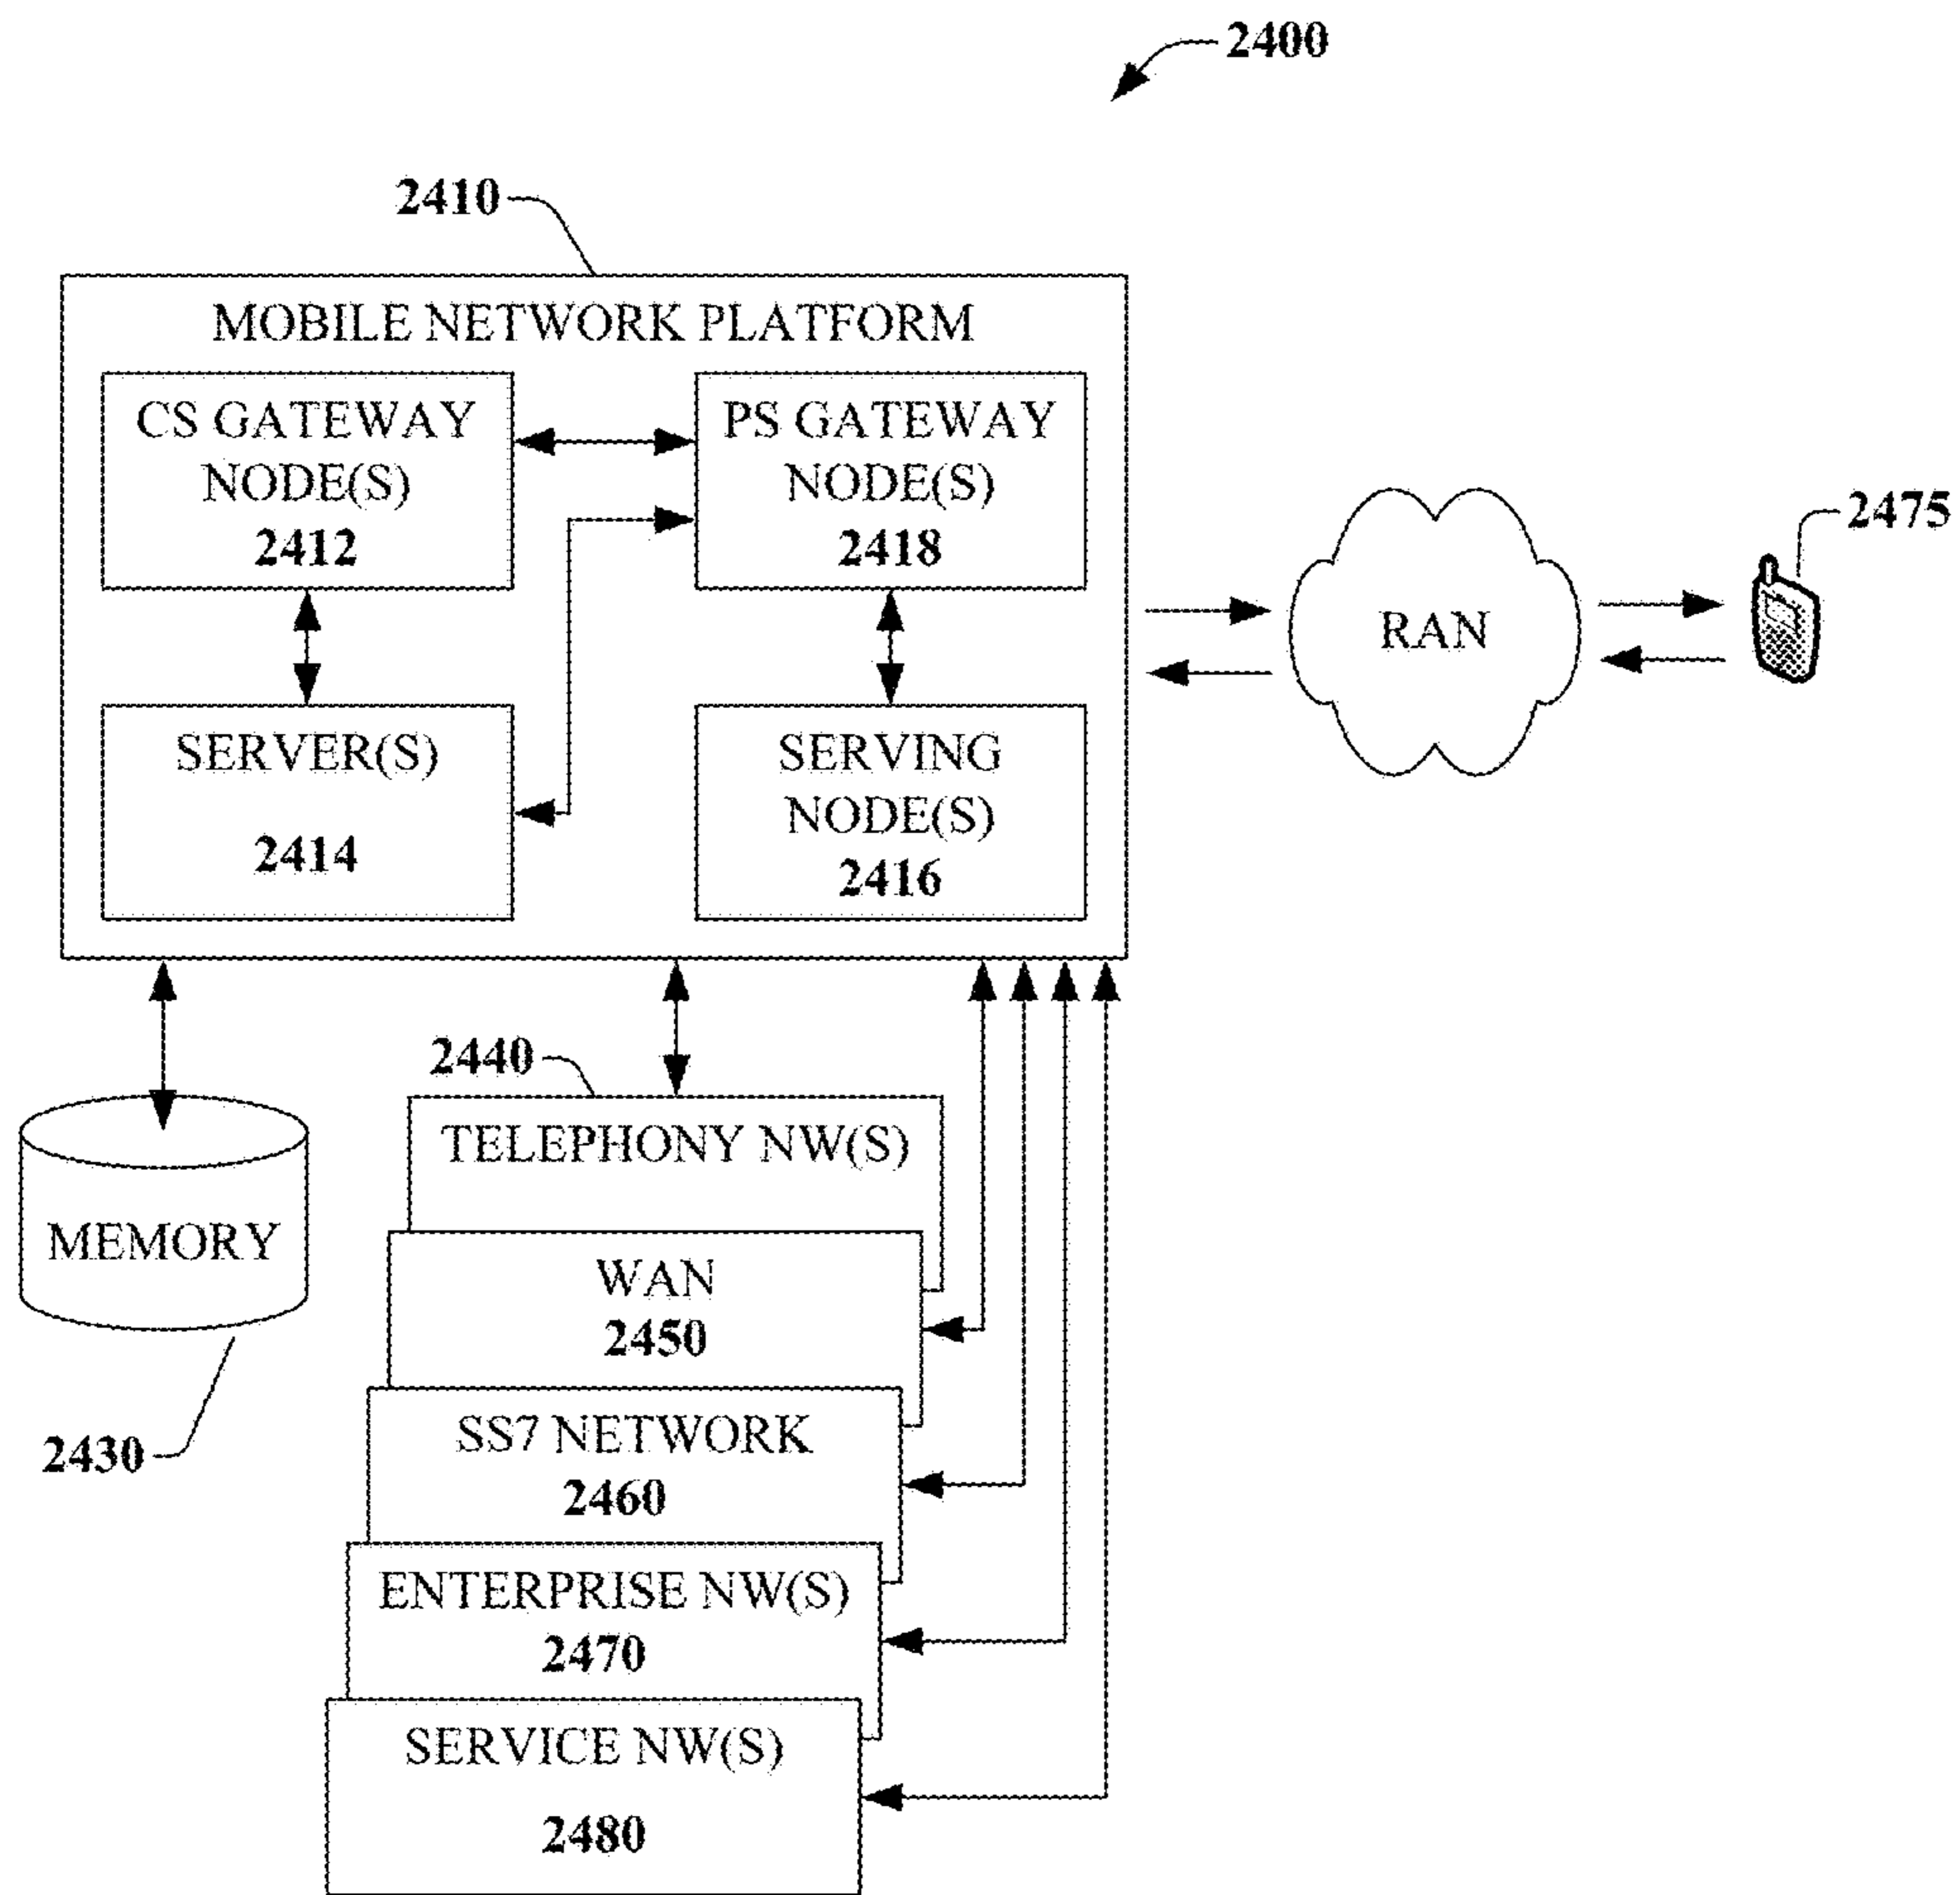 2400
2410
MOBILE NETWORK PLATFORM
CS GATEWAY
NODE(S)
2412
PS GATEWAY
NODE(S)
2418
SERVER(S)
2414
SERVING
NODE(S)
2416
RAN
2475
2440
TELEPHONY NW(S)
MEMORY
2430
WAN
2450
SS7 NETWORK
2460
ENTERPRISE NW(S)
2470
SERVICE NW(S)
2480